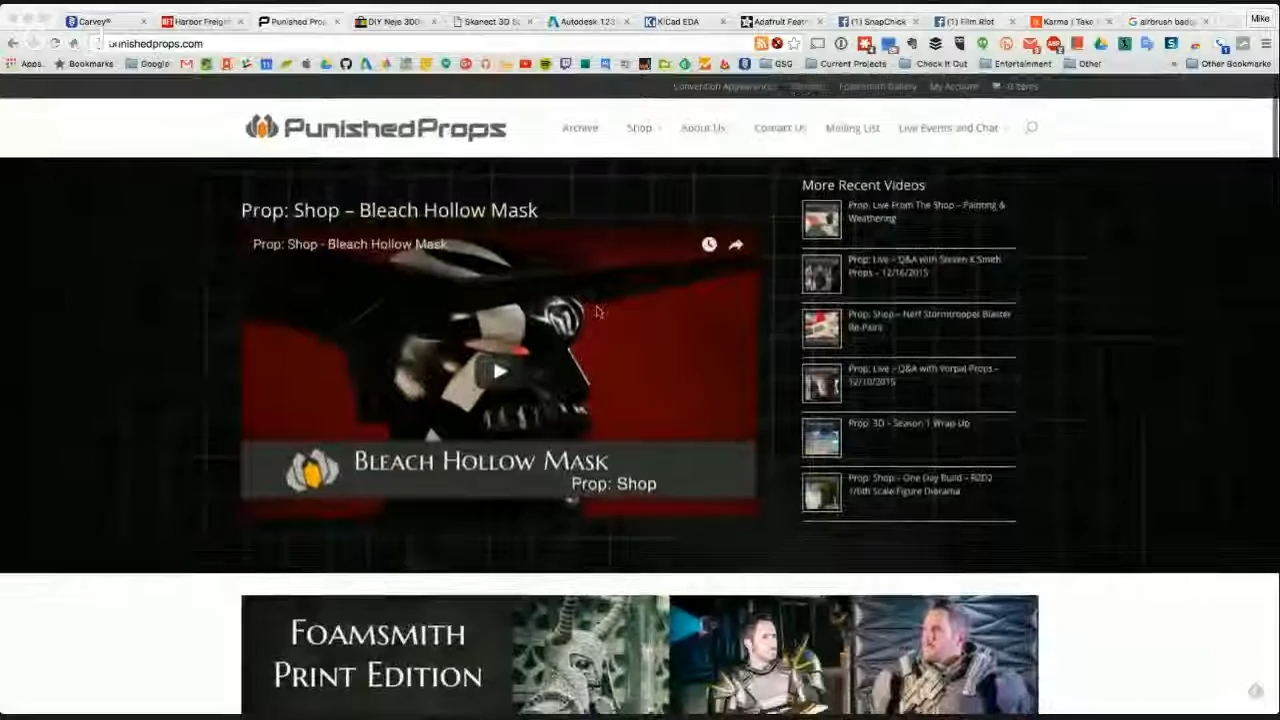 Carvey®
Harbor Freigh
Punished Prop
DIY Neje 300
Skanect 3D S
Autodesk 123
KiCad EDA
Adafruit Featr
(1) SnapChick
(1) Film Riot
Karma | Take
airbrush badg
Mike
punishedprops.com
Apps
Bookmarks
Google
GSG
Current Projects
Check It Out
Entertainment
Other
Other Bookmarks
Convention Appearances
Foamsmith Gallery
My Account
0 Items
PunishedProps
Archive
Shop
About Us
Contact Us
Mailing List
Live Events and Chat
Prop: Shop – Bleach Hollow Mask
Prop: Shop - Bleach Hollow Mask
Bleach Hollow Mask
Prop: Shop
More Recent Videos
Prop: Live From The Shop – Painting &
Weathering
Prop: Live – Q&A with Steven K Smith
Props – 12/16/2015
Prop: Shop – Nerf Stormtrooper Blaster
Re-Paint
Prop: Live – Q&A with Vorpal Props –
12/10/2015
Prop: 3D – Season 1 Wrap Up
Prop: Shop – One Day Build – R2D2
1/6th Scale Figure Diorama
Foamsmith
Print Edition